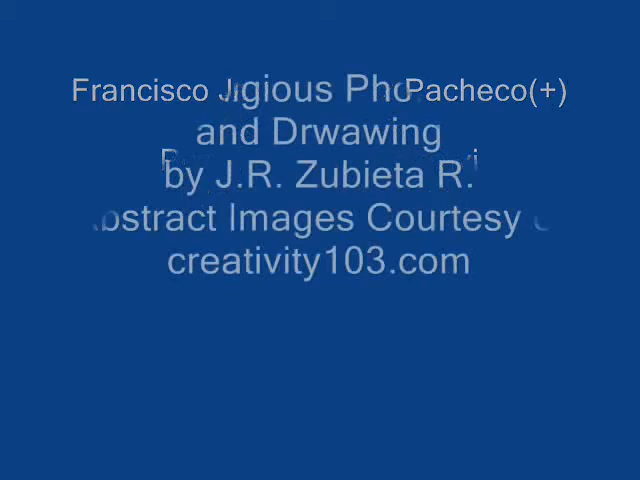 Francisco Pacheco(+)
and Drwawing
by J.R. Zubieta R.
Images Courtesy
creativity103.com